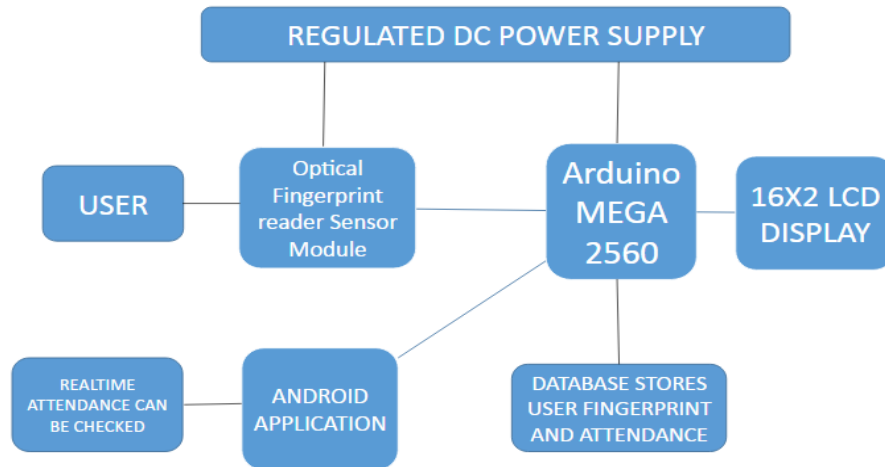 REGULATED DC POWER SUPPLY
USER
Optical
Fingerprint
reader Sensor
Module
Arduino
MEGA
2560
16X2 LCD
DISPLAY
REALTIME
ATTENDANCE CAN
BE CHECKED
ANDROID
APPLICATION
DATABASE STORES
USER FINGERPRINT
AND ATTENDANCE